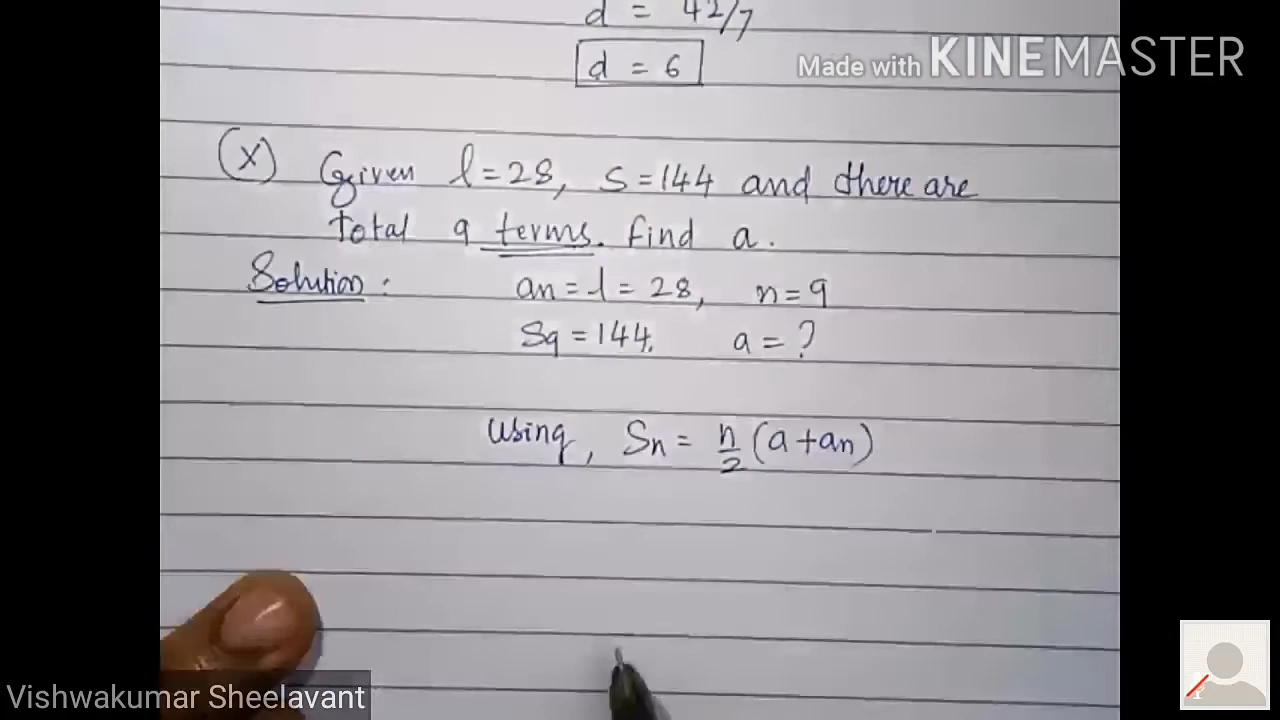 d = 42/7
Made with KINEMASTER
d = 6
(X) Given l = 28, S = 144 and there are
total 9 terms. find a.
Solution: an = l = 28, n = 9
S9 = 144. a = ?
Using, Sn = n/2 (a + an)
Vishwakumar Sheelavant